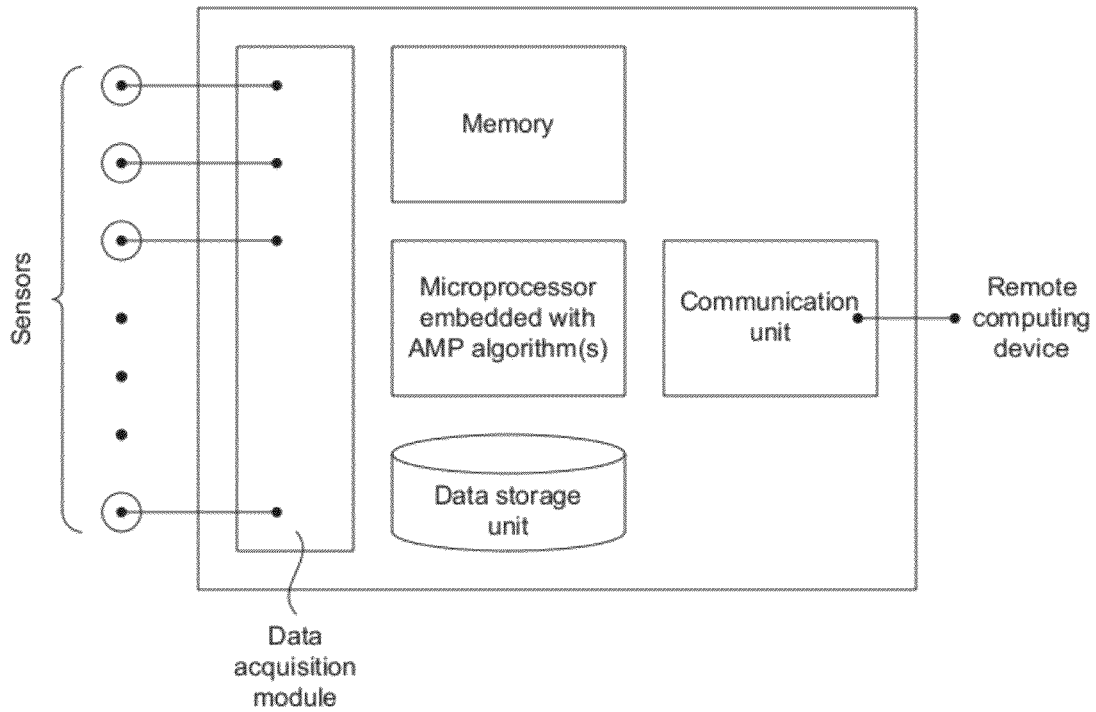 Sensors
Memory
Microprocessor
embedded with
AMP algorithm(s)
Communication
unit
Remote
computing
device
Data storage
unit
Data
acquisition
module